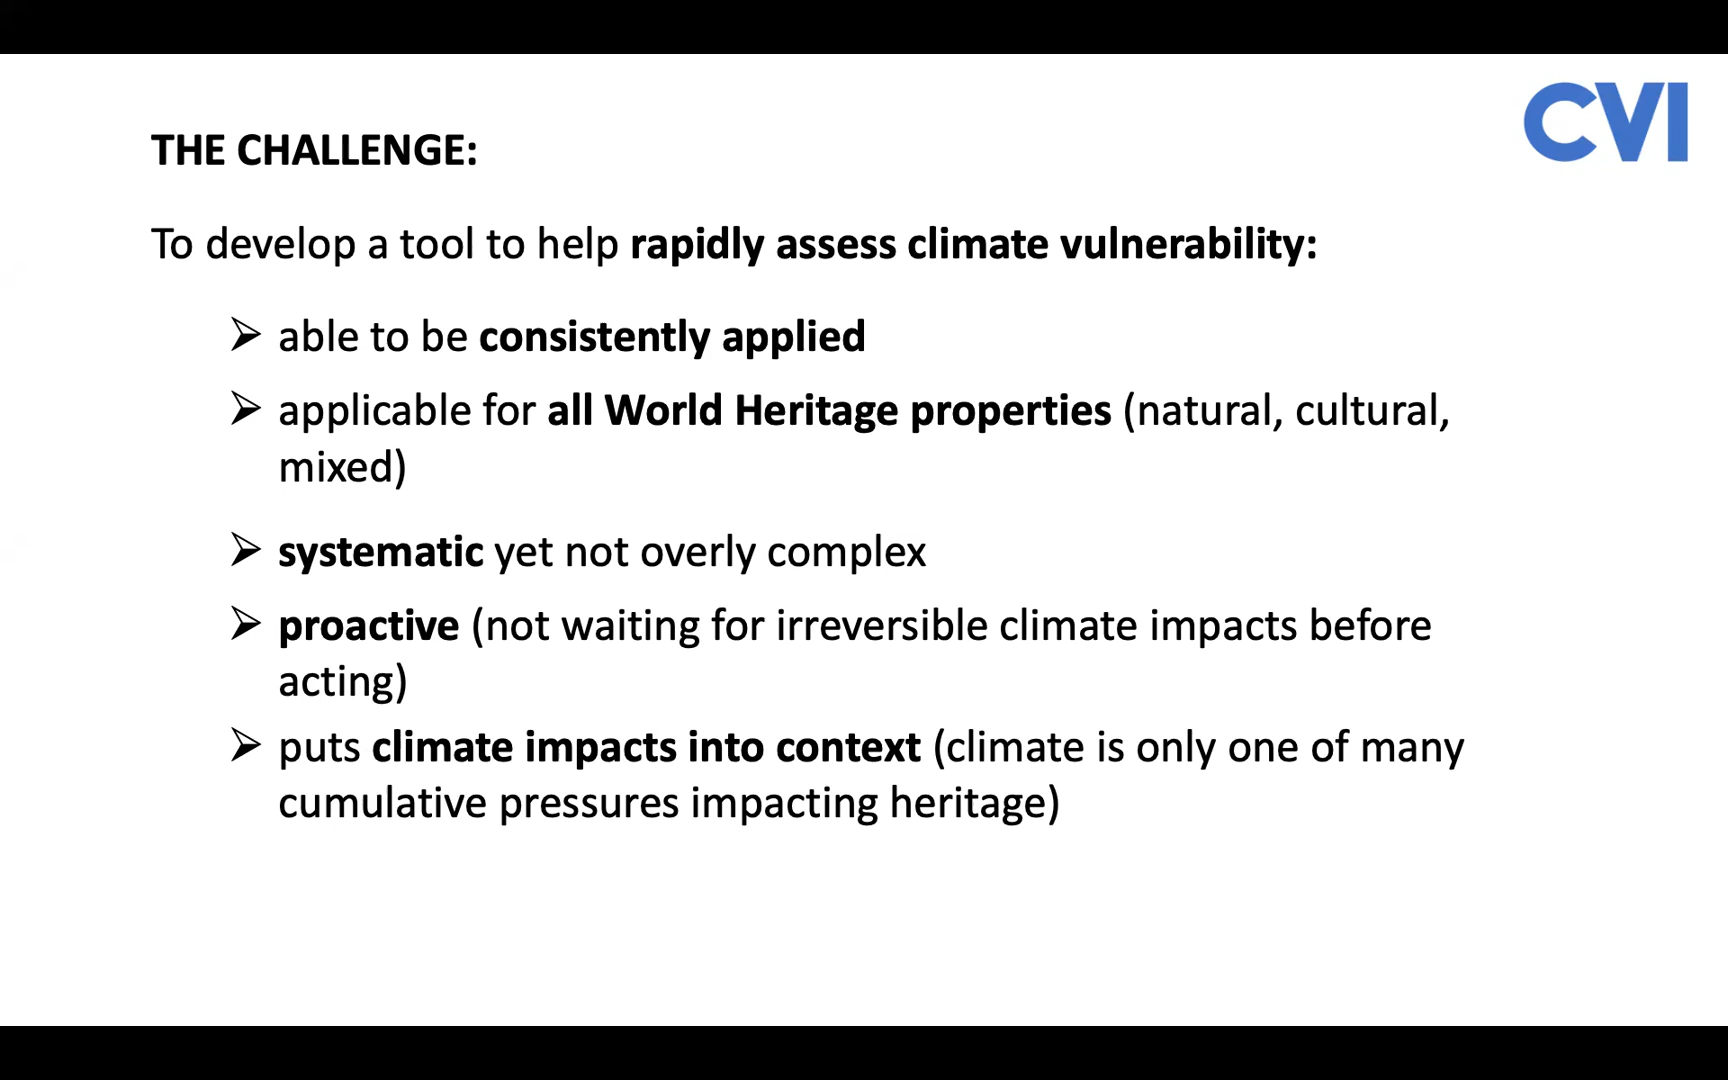 CVI
THE CHALLENGE:
To develop a tool to help rapidly assess climate vulnerability:
➢ able to be consistently applied
➢ applicable for all World Heritage properties (natural, cultural,
mixed)
➢ systematic yet not overly complex
➢ proactive (not waiting for irreversible climate impacts before
acting)
➢ puts climate impacts into context (climate is only one of many
cumulative pressures impacting heritage)